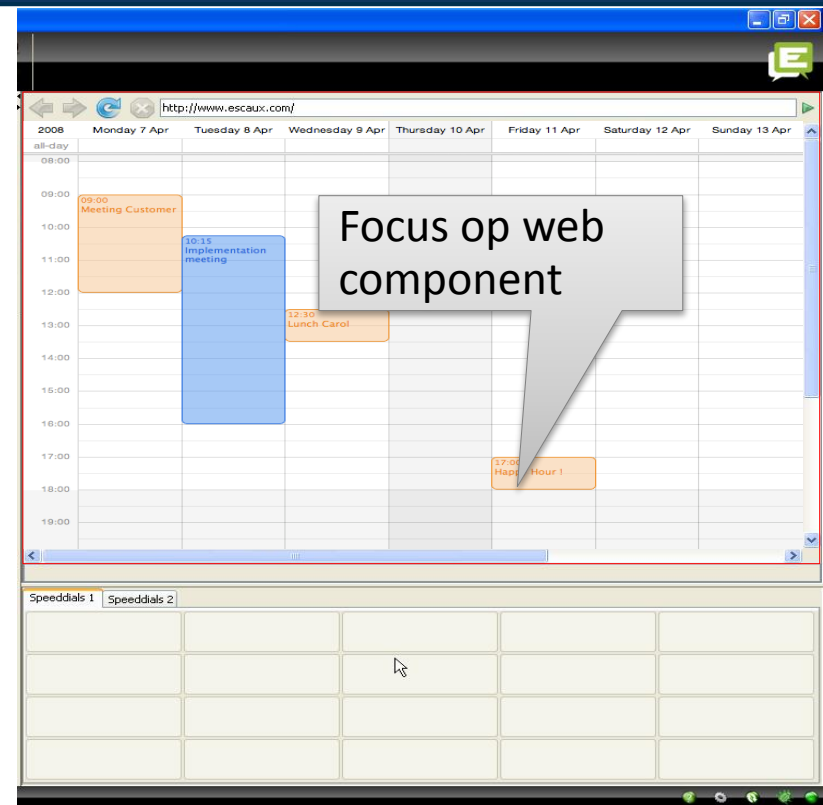 http://www.escaux.com/
2008 Monday 7 Apr Tuesday 8 Apr Wednesday 9 Apr Thursday 10 Apr Friday 11 Apr Saturday 12 Apr Sunday 13 Apr
all-day
08:00
09:00
09:00
Meeting Customer
10:00
10:15
Implementation
meeting
11:00
12:00
12:30
Lunch Carol
13:00
14:00
15:00
16:00
17:00
17:00
Hour !
18:00
19:00
Focus op web
component
Speeddials 1 Speeddials 2